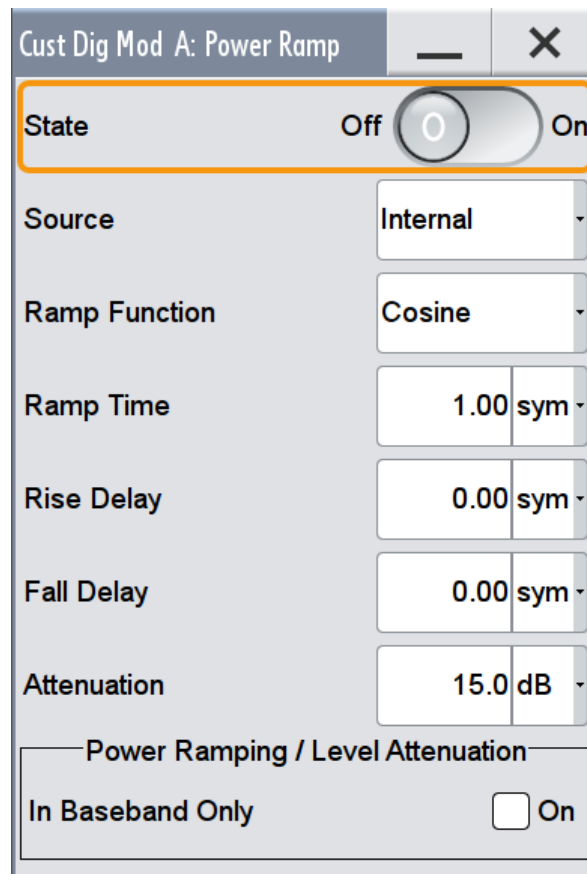 Cust Dig Mod A: Power Ramp
State Off 0 On
Source Internal
Ramp Function Cosine
Ramp Time 1.00 sym
Rise Delay 0.00 sym
Fall Delay 0.00 sym
Attenuation 15.0 dB
Power Ramping / Level Attenuation
In Baseband Only On